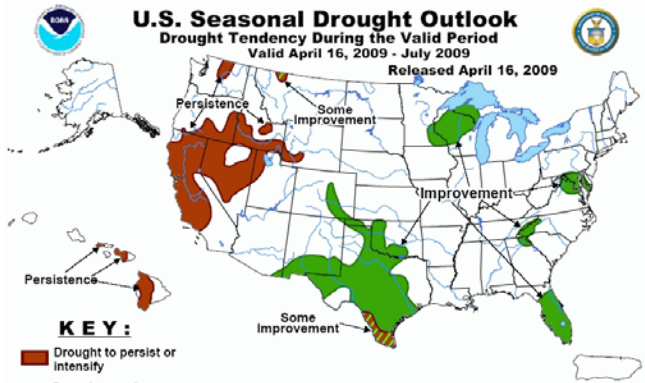 U.S. Seasonal Drought Outlook
Drought Tendency During the Valid Period
Valid April 16, 2009 - July 2009
Released April 16, 2009
NOAA
Persistence
Some
Improvement
Improvement
Persistence
Some
Improvement
KEY:
Drought to persist or
intensify